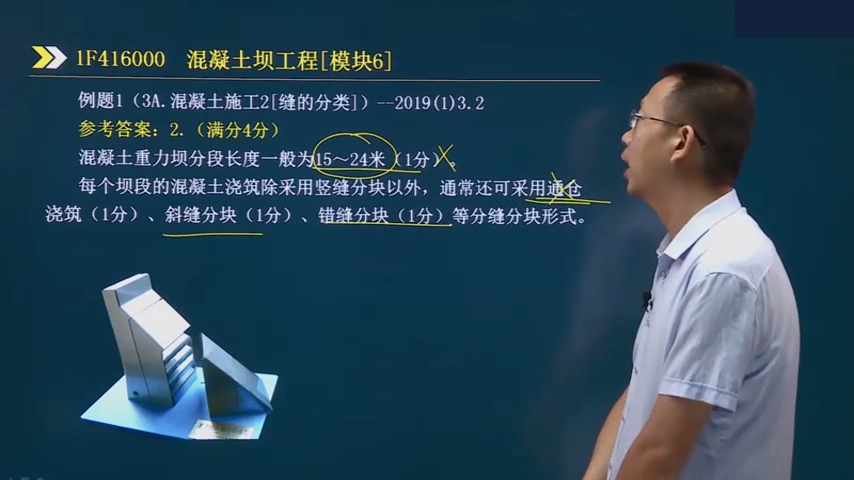 1F416000 混凝土坝工程[模块6]
例题1（3A.混凝土施工2[缝的分类]）--2019(1)3.2
参考答案：2.（满分4分）
混凝土重力坝分段长度一般为15～24米（1分）。
每个坝段的混凝土浇筑除采用竖缝分块以外，通常还可采用通仓
浇筑（1分）、斜缝分块（1分）、错缝分块（1分）等分缝分块形式。